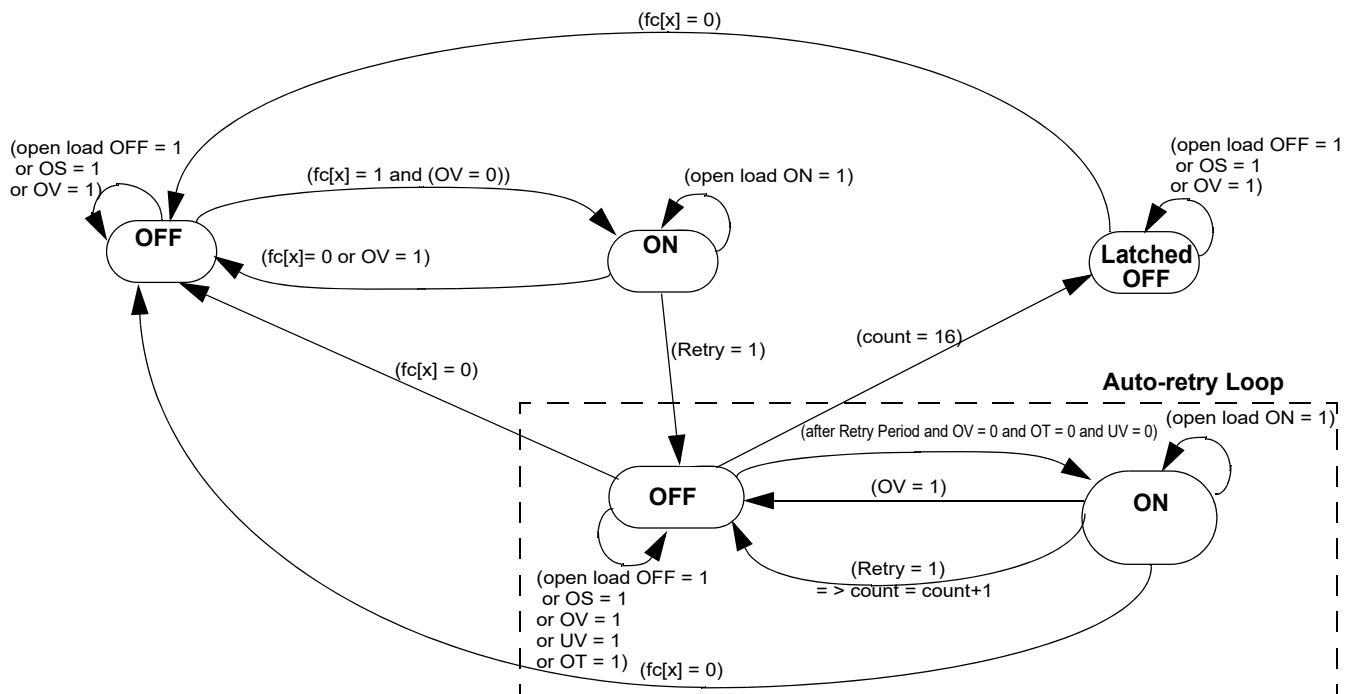 (fc[x] = 0)
(open load OFF = 1
or OS = 1
or OV = 1)
(fc[x] = 1 and (OV = 0))
(open load ON = 1)
(open load OFF = 1
or OS = 1
or OV = 1)
OFF
ON
Latched
OFF
(fc[x]= 0 or OV = 1)
(Retry = 1)
(count = 16)
(fc[x] = 0)
Auto-retry Loop
(open load ON = 1)
(after Retry Period and OV = 0 and OT = 0 and UV = 0)
OFF
(OV = 1)
ON
(Retry = 1)
= > count = count+1
(open load OFF = 1
or OS = 1
or OV = 1
or UV = 1
or OT = 1)
(fc[x] = 0)